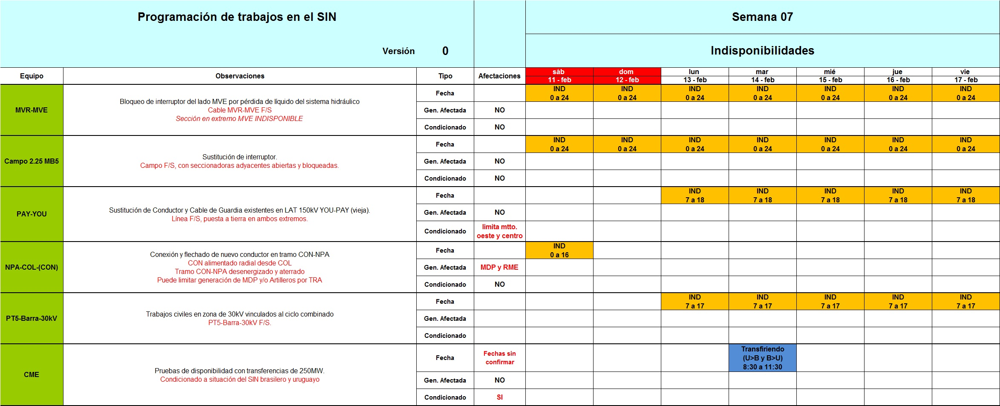 Programación de trabajos en el SIN
Semana 07
Versión 0
Indisponibilidades
Equipo Observaciones Tipo Afectaciones sáb dom lun mar mié jue vie
11 - feb 12 - feb 13 - feb 14 - feb 15 - feb 16 - feb 17 - feb
MVR-MVE
Bloqueo de interruptor del lado MVE por pérdida de líquido del sistema hidráulico
Cable MVR-MVE F/S
Sección en extremo MVE INDISPONIBLE
Fecha
IND IND IND IND IND IND IND
0 a 24 0 a 24 0 a 24 0 a 24 0 a 24 0 a 24 0 a 24
Gen. Afectada NO
Condicionado NO
Campo 2.25 MB5
Sustitución de interruptor.
Campo F/S, con seccionadoras adyacentes abiertas y bloqueadas.
Fecha
IND IND IND IND IND IND IND
0 a 24 0 a 24 0 a 24 0 a 24 0 a 24 0 a 24 0 a 24
Gen. Afectada NO
Condicionado NO
PAY-YOU
Sustitución de Conductor y Cable de Guardia existentes en LAT 150kV YOU-PAY (vieja).
Línea F/S, puesta a tierra en ambos extremos.
Fecha
IND IND IND IND IND
7 a 18 7 a 18 7 a 18 7 a 18 7 a 18
Gen. Afectada NO
Condicionado
limita mtto.
oeste y centro
NPA-COL-(CON)
Conexión y flechado de nuevo conductor en tramo CON-NPA
CON alimentado radial desde COL
Tramo CON-NPA desenergizado y aterrado
Puede limitar generación de MDP y/o Artilleros por TRA
Fecha
IND
0 a 16
Gen. Afectada MDP y RME
Condicionado NO
PT5-Barra-30kV
Trabajos civiles en zona de 30kV vinculados al ciclo combinado
PT5-Barra-30kV F/S.
Fecha
IND IND IND IND IND
7 a 17 7 a 17 7 a 17 7 a 17 7 a 17
Gen. Afectada
Condicionado
CME
Pruebas de disponibilidad con transferencias de 250MW.
Condicionado a situación del SIN brasilero y uruguayo
Fecha
Fechas sin
confirmar
Transfiriendo
(U>B y B>U)
8:30 a 11:30
Gen. Afectada NO
Condicionado SI